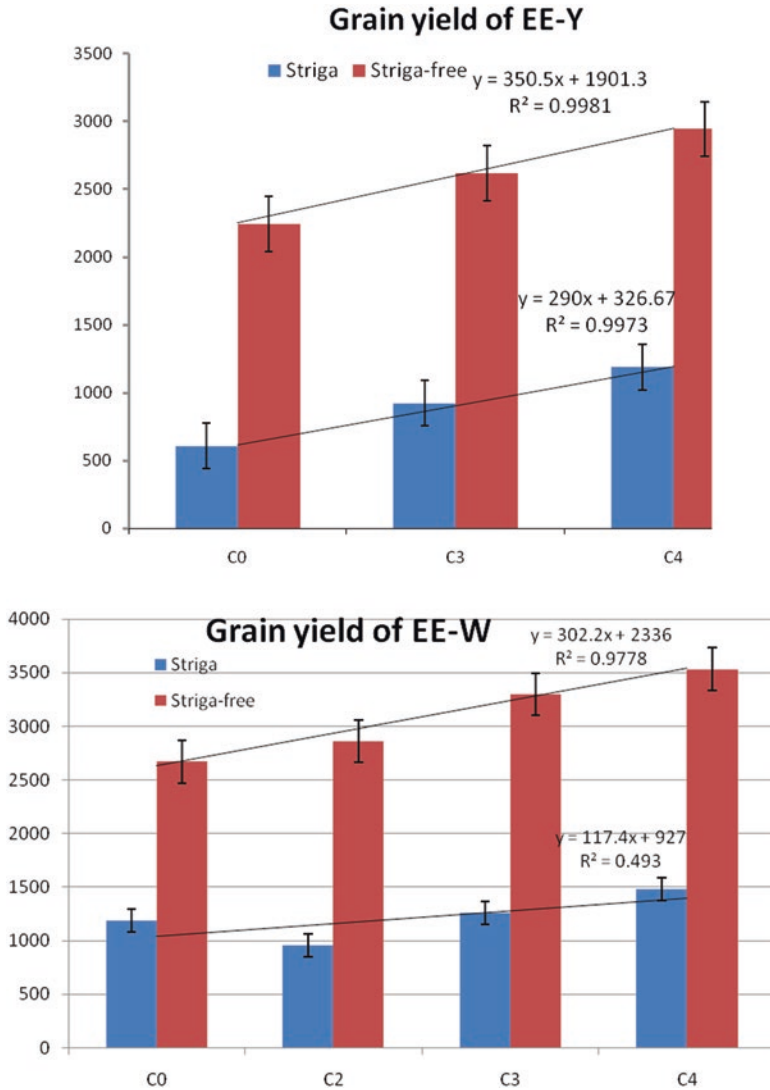 Grain yield of EE-Y
3500
Striga Striga-free
y = 350.5x + 1901.3
R² = 0.9981
3000
2500
2000
y = 290x + 326.67
R² = 0.9973
1500
1000
500
0
C0 C3 C4
4000
Grain yield of EE-W
y = 302.2x + 2336
R² = 0.9778
Striga
3500
Striga-free
3000
2500
2000
y = 117.4x + 927
R² = 0.493
1500
1000
500
0
C0 C2 C3 C4